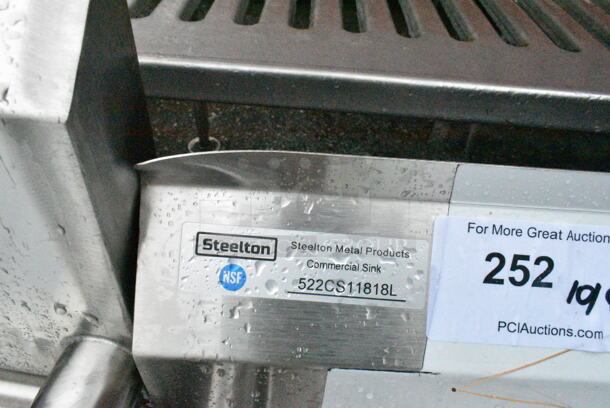 Steelton
Steelton Metal Products
Commercial Sink
NSF
522CS11818L
For More Great Auction
252
PCIAuctions.com